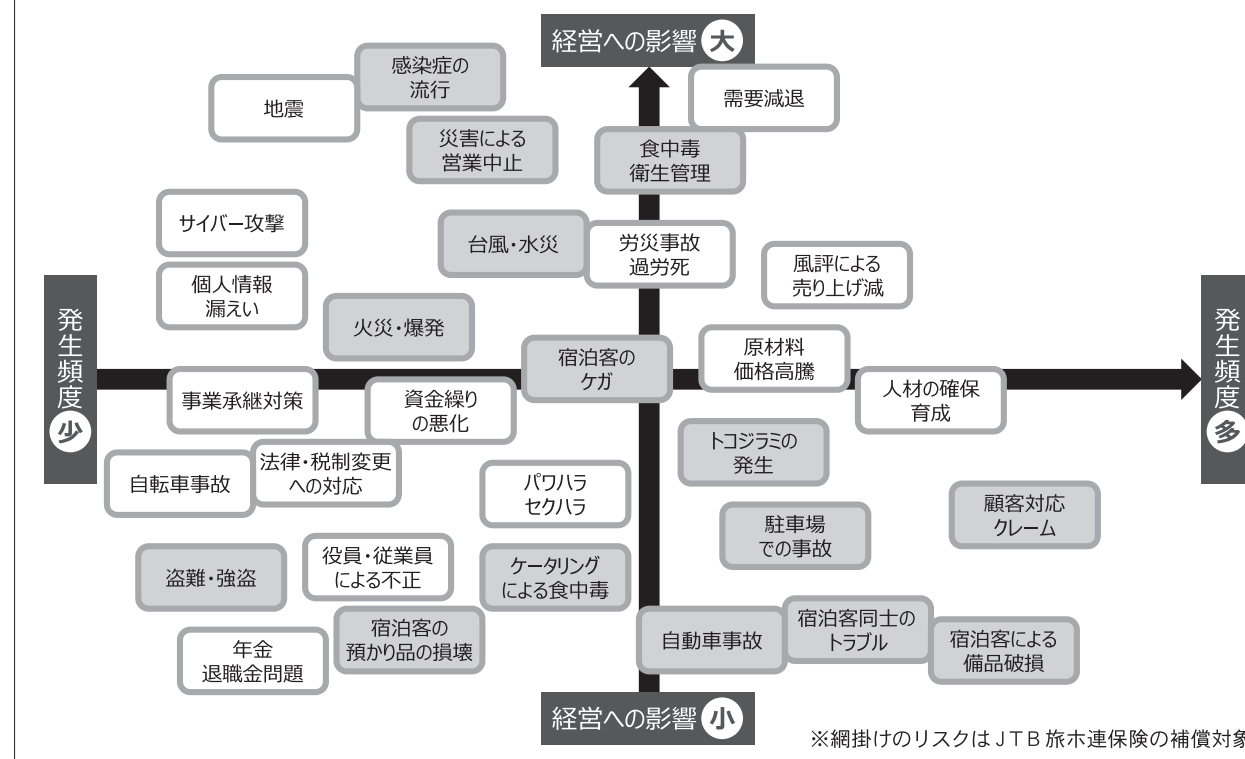 経営への影響 大
感染症の
流行
地震
需要減退
災害による
営業中止
食中毒
衛生管理
サイバー攻撃
台風・水災
労災事故
過労死
風評による
売り上げ減
個人情報
漏えい
火災・爆発
宿泊客の
ケガ
原材料
価格高騰
発生頻度 少
発生頻度 多
事業承継対策
資金繰り
の悪化
人材の確保
育成
トコジラミの
発生
自転車事故
法律・税制変更
への対応
パワハラ
セクハラ
顧客対応
クレーム
駐車場
での事故
盗難・強盗
役員・従業員
による不正
ケータリング
による食中毒
宿泊客の
預かり品の損壊
年金
退職金問題
自動車事故
宿泊客同士の
トラブル
宿泊客による
備品破損
経営への影響 小
※網掛けのリスクはJTB旅ホ連保険の補償対象